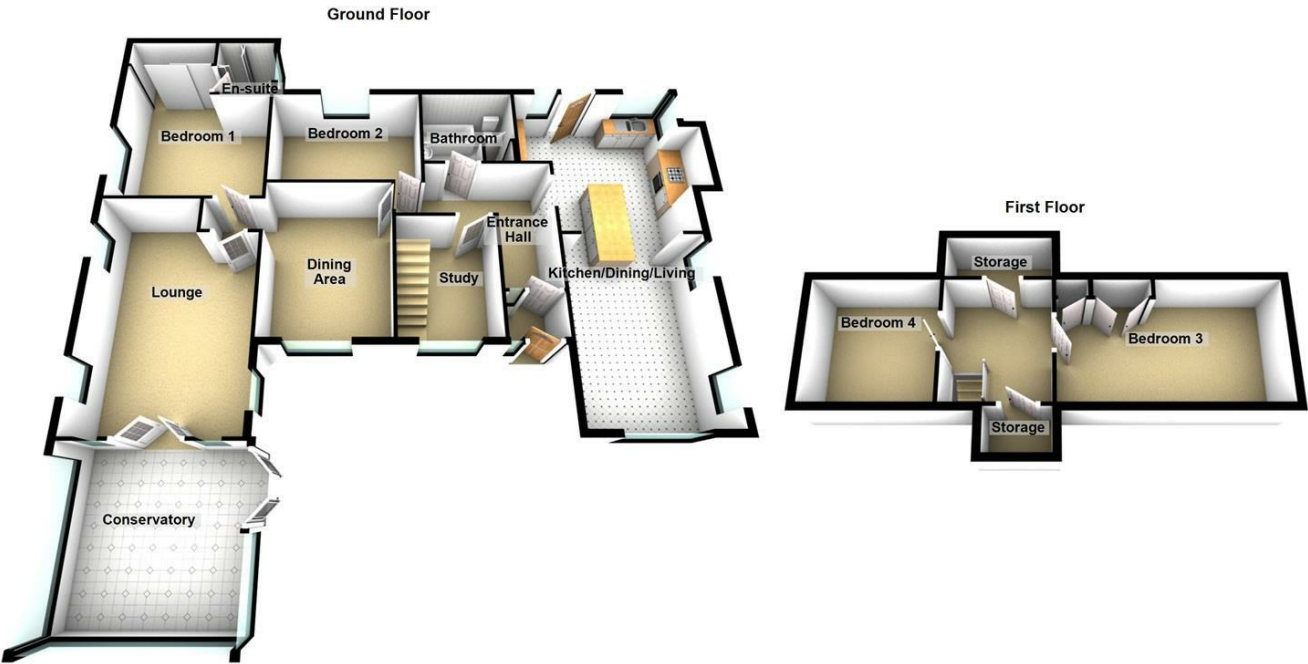 Ground Floor
En-suite
Bedroom 1
Bedroom 2
Bathroom
Entrance
Hall
Kitchen/Dining/Living
Dining
Area
Study
Lounge
Conservatory
First Floor
Storage
Bedroom 4
Bedroom 3
Storage